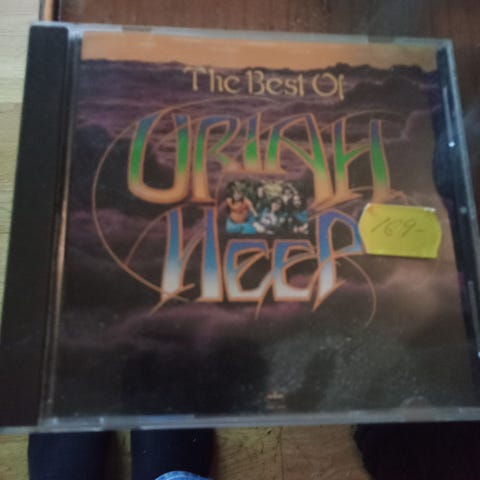 The Best Of
URIAH
HEEP
169-